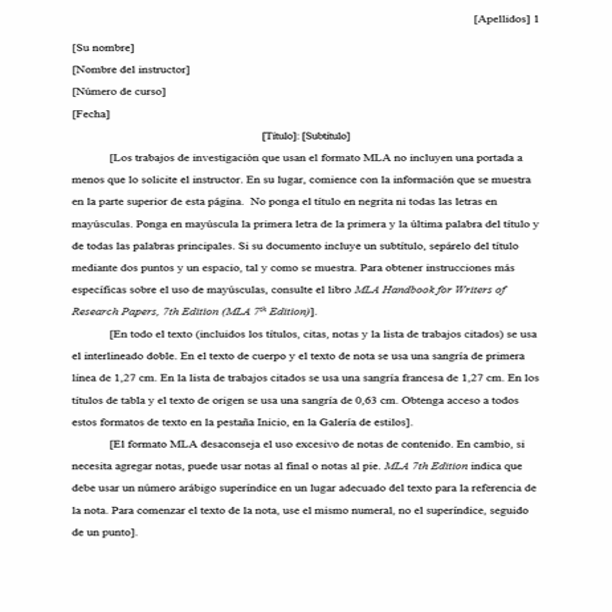 [Apellidos] 1
[Su nombre]
[Nombre del instructor]
[Número de curso]
[Fecha]
[Título]: [Subtítulo]
[Los trabajos de investigación que usan el formato MLA no incluyen una portada a
menos que lo solicite el instructor. En su lugar, comience con la información que se muestra
en la parte superior de esta página.  No ponga el título en negrita ni todas las letras en
mayúsculas. Ponga en mayúscula la primera letra de la primera y la última palabra del título y
de todas las palabras principales. Si su documento incluye un subtítulo, sepárelo del título
mediante dos puntos y un espacio, tal y como se muestra. Para obtener instrucciones más
específicas sobre el uso de mayúsculas, consulte el libro MLA Handbook for Writers of
Research Papers, 7th Edition (MLA 7th Edition)].
[En todo el texto (incluidos los títulos, citas, notas y la lista de trabajos citados) se usa
el interlineado doble. En el texto de cuerpo y el texto de nota se usa una sangría de primera
línea de 1,27 cm. En la lista de trabajos citados se usa una sangría francesa de 1,27 cm. En los
títulos de tabla y el texto de origen se usa una sangría de 0,63 cm. Obtenga acceso a todos
estos formatos de texto en la pestaña Inicio, en la Galería de estilos].
[El formato MLA desaconseja el uso excesivo de notas de contenido. En cambio, si
necesita agregar notas, puede usar notas al final o notas al pie. MLA 7th Edition indica que
debe usar un número arábigo superíndice en un lugar adecuado del texto para la referencia de
la nota. Para comenzar el texto de la nota, use el mismo numeral, no el superíndice, seguido
de un punto].